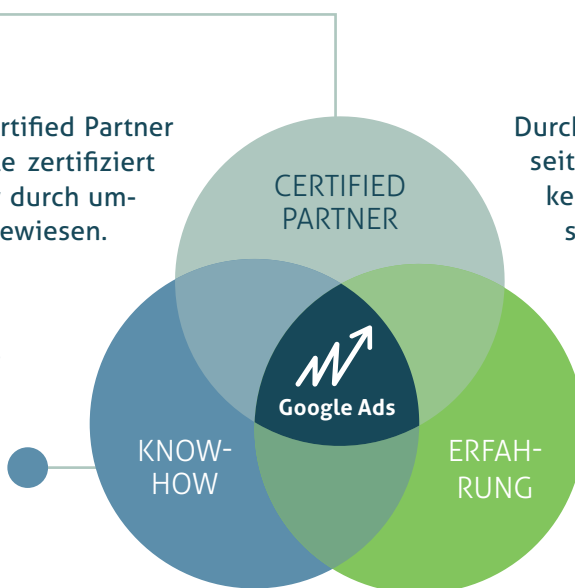 rtified Partner
e zertifiziert
durch um-
ewiesen.
Durch
seit
ke
s
CERTIFIED
PARTNER
Google Ads
KNOW-
HOW
ERFAH-
RUNG